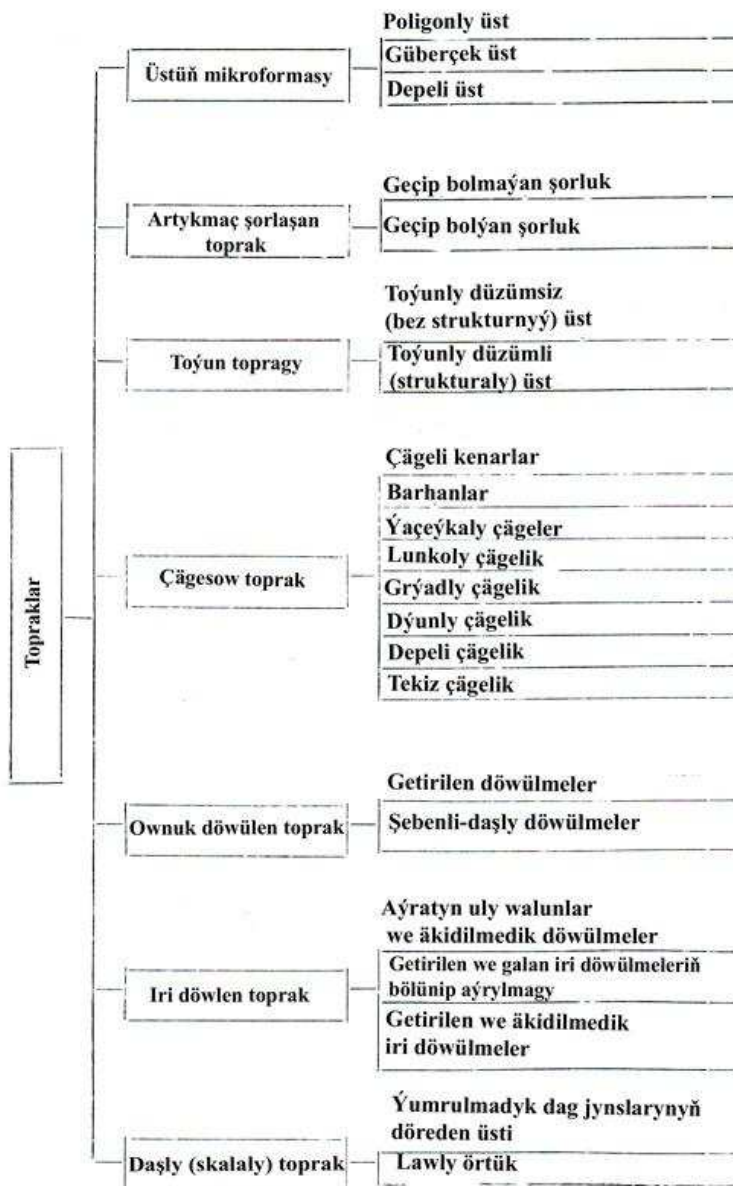 Topraklar
Üstüň mikroformasy
Poligonly üst
Güberçek üst
Depeli üst
Artykmaç şorlaşan
toprak
Geçip bolmaýan şorluk
Geçip bolýan şorluk
Toýun topragy
Toýunly düzümsiz
(bez strukturnyý) üst
Toýunly düzümli
(strukturaly) üst
Çägesow toprak
Çägeli kenarlar
Barhanlar
Ýaçeýkaly çägeler
Lunkoly çägelik
Grýadly çägelik
Dýunly çägelik
Depeli çägelik
Tekiz çägelik
Ownuk döwülen toprak
Getirilen döwülmeler
Şebenli-daşly döwülmeler
Iri döwlen toprak
Aýratyn uly walunlar
we äkidilmedik döwülmeler
Getirilen we galan iri döwülmeleriň
bölünip aýrylmagy
Getirilen we äkidilmedik
iri döwülmeler
Daşly (skalaly) toprak
Ýumrulmadyk dag jynslarynyň
döreden üsti
Lawly örtük